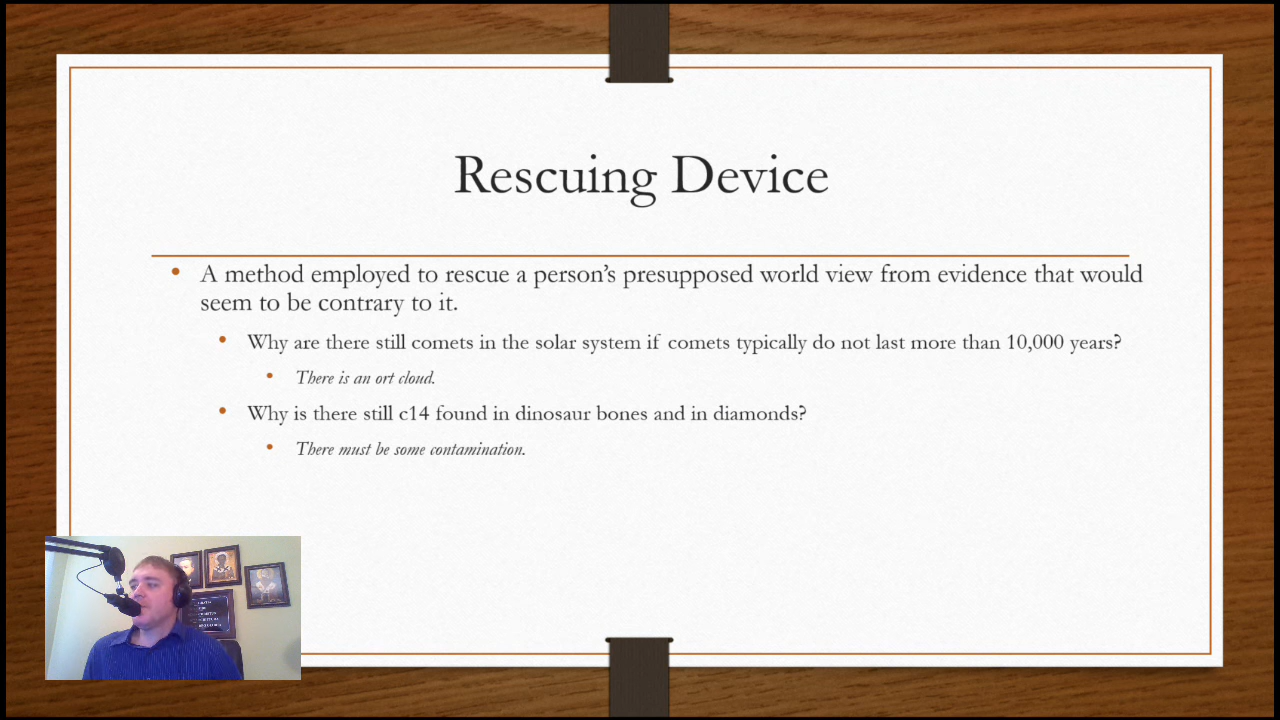 Rescuing Device
• A method employed to rescue a person’s presupposed world view from evidence that would
seem to be contrary to it.
• Why are there still comets in the solar system if comets typically do not last more than 10,000 years?
• There is an ort cloud.
• Why is there still c14 found in dinosaur bones and in diamonds?
• There must be some contamination.